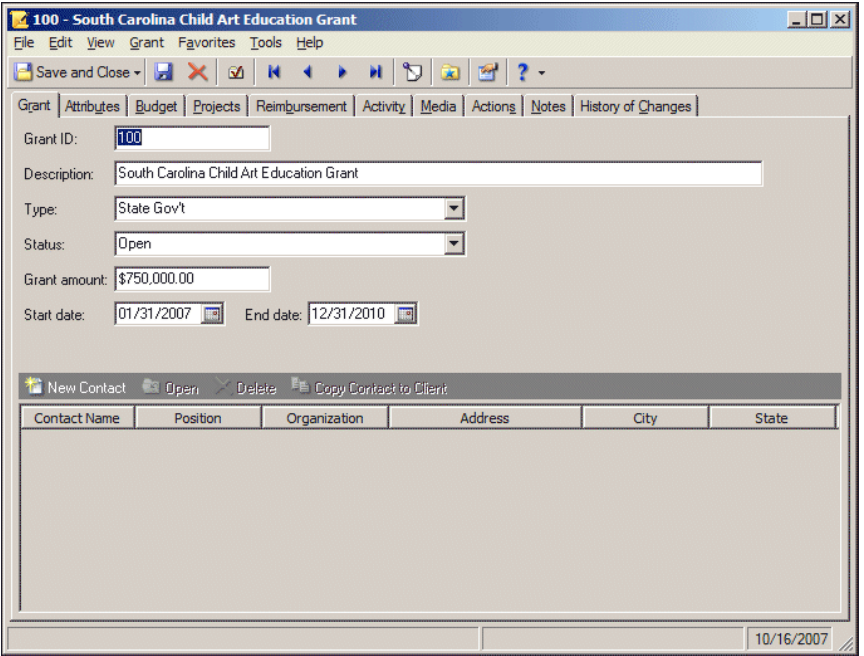 100 - South Carolina Child Art Education Grant
File Edit View Grant Favorites Tools Help
Save and Close ?
Grant Attributes Budget Projects Reimbursement Activity Media Actions Notes History of Changes
Grant ID: 100
Description: South Carolina Child Art Education Grant
Type: State Gov't
Status: Open
Grant amount: $750,000.00
Start date: 01/31/2007 End date: 12/31/2010
New Contact Open Delete Copy Contact to Client
Contact Name Position Organization Address City State
10/16/2007